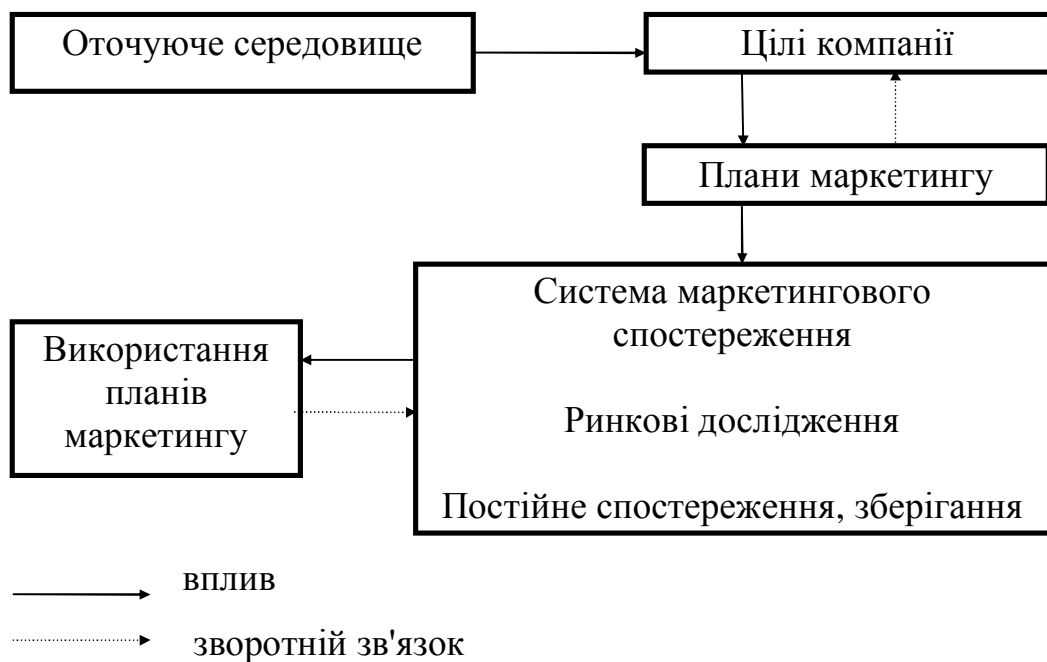 Оточуюче середовище
Цілі компанії
Плани маркетингу
Система маркетингового
спостереження
Ринкові дослідження
Постійне спостереження, зберігання
Використання
планів
маркетингу
вплив
зворотній зв'язок